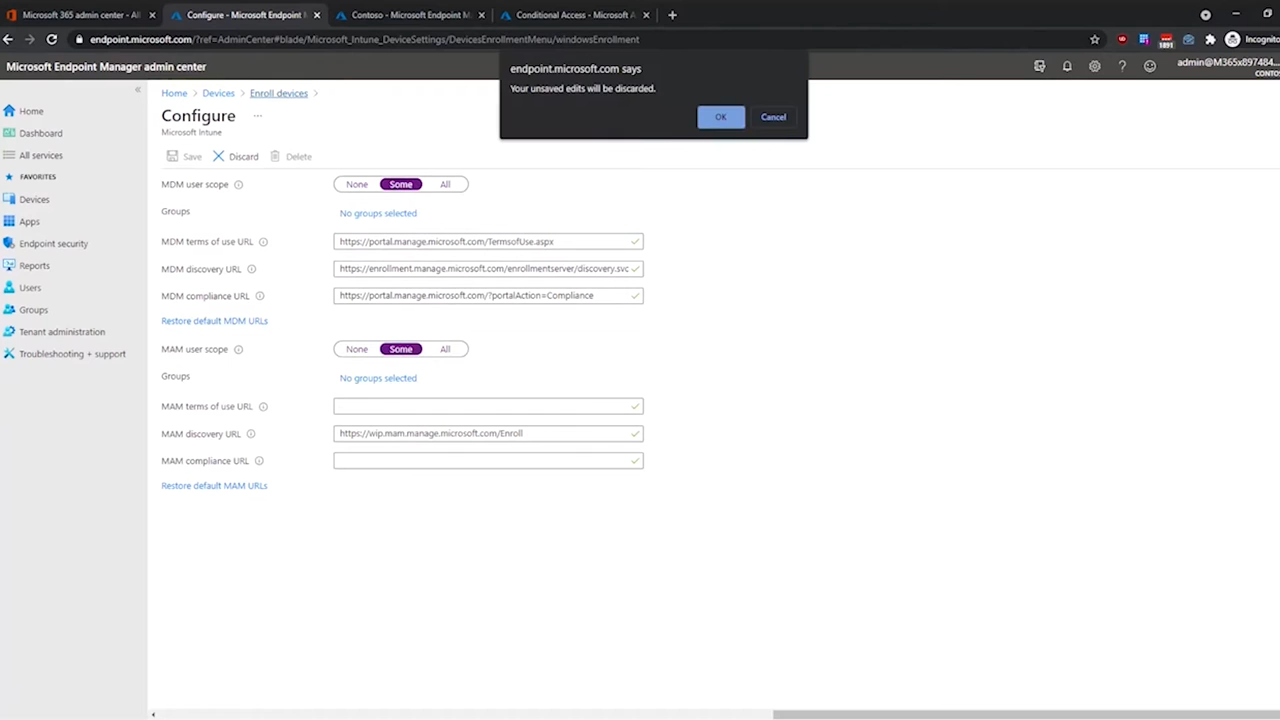 Microsoft 365 admin center - All
Configure - Microsoft Endpoint M
Contoso - Microsoft Endpoint M
Conditional Access - Microsoft A
endpoint.microsoft.com/?ref=AdminCenter#blade/Microsoft_Intune_DeviceSettings/DevicesEnrollmentMenu/windowsEnrollment
1891
Incognito
Microsoft Endpoint Manager admin center
admin@M365x897484...
CONTOS
endpoint.microsoft.com says
Your unsaved edits will be discarded.
OK
Cancel
Home
Dashboard
All services
FAVORITES
Devices
Apps
Endpoint security
Reports
Users
Groups
Tenant administration
Troubleshooting + support
Home > Devices > Enroll devices >
Configure ...
Microsoft Intune
Save Discard Delete
MDM user scope None Some All
Groups No groups selected
MDM terms of use URL https://portal.manage.microsoft.com/TermsofUse.aspx
MDM discovery URL https://enrollment.manage.microsoft.com/enrollmentserver/discovery.svc
MDM compliance URL https://portal.manage.microsoft.com/?portalAction=Compliance
Restore default MDM URLs
MAM user scope None Some All
Groups No groups selected
MAM terms of use URL
MAM discovery URL https://wip.mam.manage.microsoft.com/Enroll
MAM compliance URL
Restore default MAM URLs